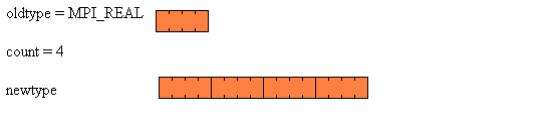 oldtype = MPI_REAL
count = 4
newtype